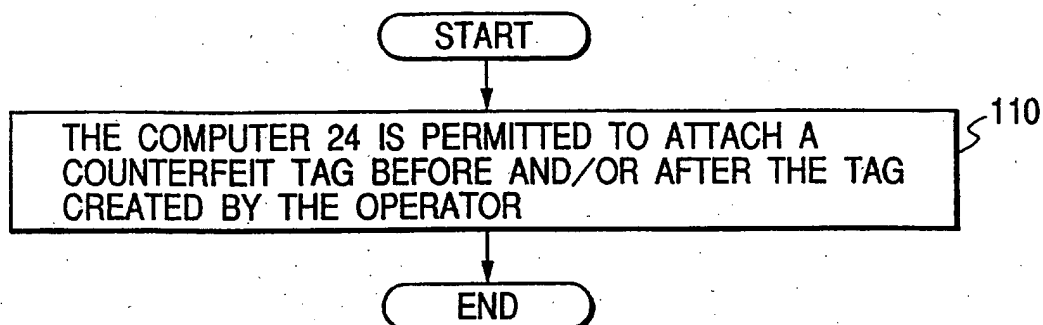 START
110
THE COMPUTER 24 IS PERMITTED TO ATTACH A
COUNTERFEIT TAG BEFORE AND/OR AFTER THE TAG
CREATED BY THE OPERATOR
END